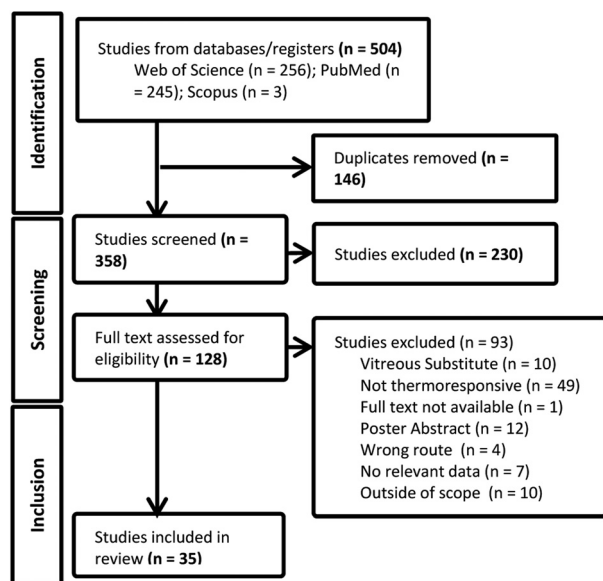 Identification
Studies from databases/registers (n = 504)
Web of Science (n = 256); PubMed (n
= 245); Scopus (n = 3)
Duplicates removed (n =
146)
Screening
Studies screened (n =
358)
Studies excluded (n = 230)
Full text assessed for
eligibility (n = 128)
Studies excluded (n = 93)
Vitreous Substitute (n = 10)
Not thermoresponsive (n = 49)
Full text not available (n = 1)
Poster Abstract (n = 12)
Wrong route (n = 4)
No relevant data (n = 7)
Outside of scope (n = 10)
Inclusion
Studies included in
review (n = 35)